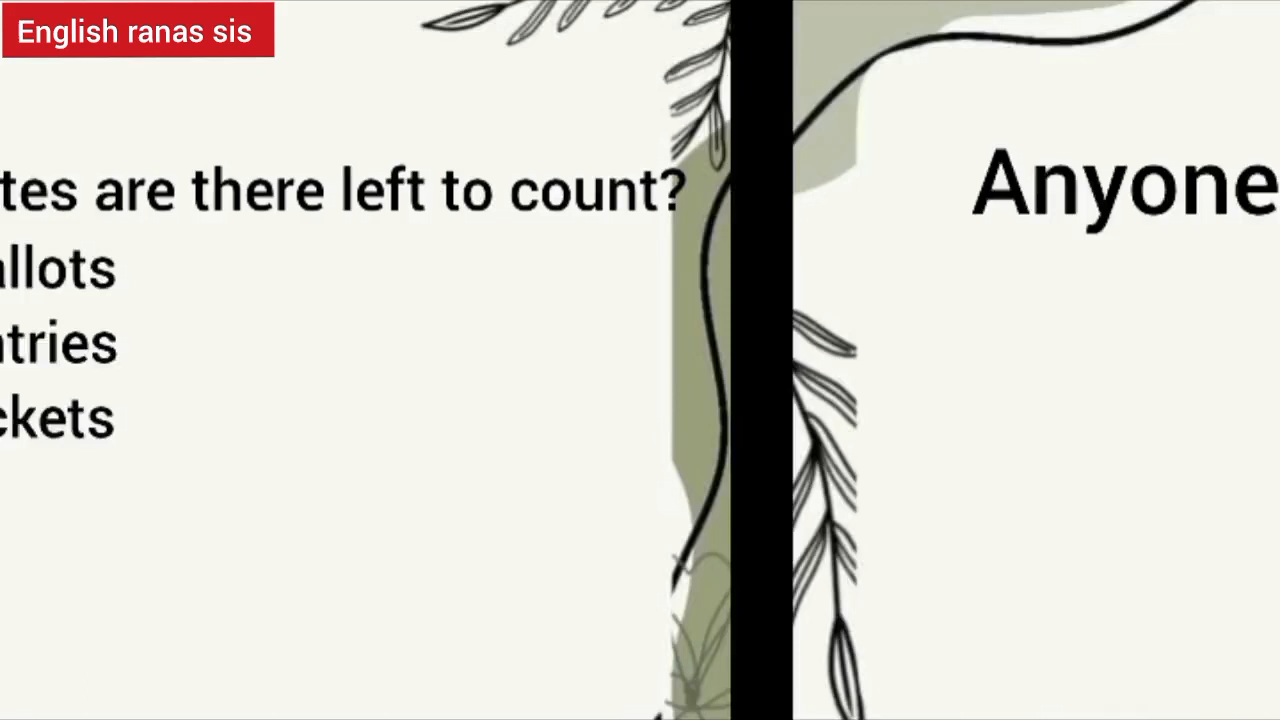 English ranas sis
tes are there left to count?
allots
ntries
ckets
Anyone